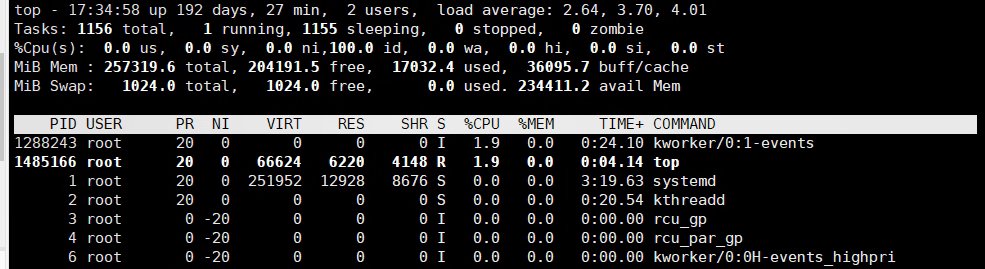 top - 17:34:58 up 192 days, 27 min,  2 users,  load average: 2.64, 3.70, 4.01
Tasks: 1156 total,   1 running, 1155 sleeping,   0 stopped,   0 zombie
%Cpu(s):  0.0 us,  0.0 sy,  0.0 ni,100.0 id,  0.0 wa,  0.0 hi,  0.0 si,  0.0 st
MiB Mem : 257319.6 total, 204191.5 free,  17032.4 used,  36095.7 buff/cache
MiB Swap:   1024.0 total,   1024.0 free,      0.0 used. 234411.2 avail Mem
PID USER      PR  NI    VIRT    RES    SHR S  %CPU  %MEM     TIME+ COMMAND
1288243 root      20   0       0      0      0 I   1.9   0.0   0:24.10 kworker/0:1-events
1485166 root      20   0   66624   6220   4148 R   1.9   0.0   0:04.14 top
1 root      20   0  251952  12928   8676 S   0.0   0.0   3:19.63 systemd
2 root      20   0       0      0      0 S   0.0   0.0   0:20.54 kthreadd
3 root       0 -20       0      0      0 I   0.0   0.0   0:00.00 rcu_gp
4 root       0 -20       0      0      0 I   0.0   0.0   0:00.00 rcu_par_gp
6 root       0 -20       0      0      0 I   0.0   0.0   0:00.00 kworker/0:0H-events_highpri